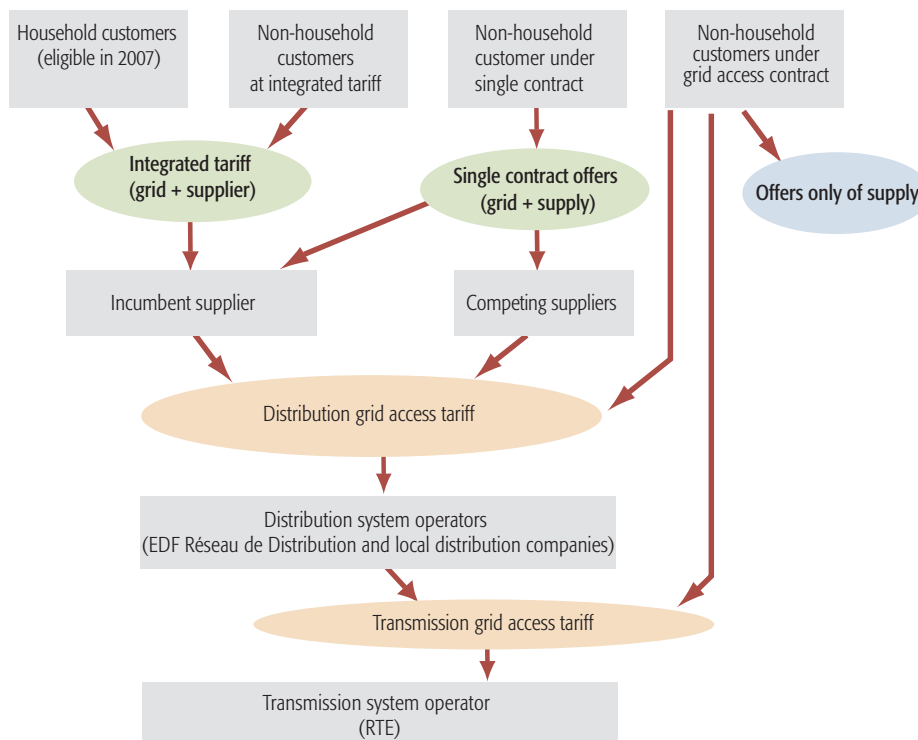 Household customers
(eligible in 2007)
Non-household
customers
at integrated tariff
Non-household
customer under
single contract
Non-household
customers under
grid access contract
Integrated tariff
(grid + supplier)
Single contract offers
(grid + supply)
Offers only of supply
Incumbent supplier
Competing suppliers
Distribution grid access tariff
Distribution system operators
(EDF Réseau de Distribution and local distribution companies)
Transmission grid access tariff
Transmission system operator
(RTE)